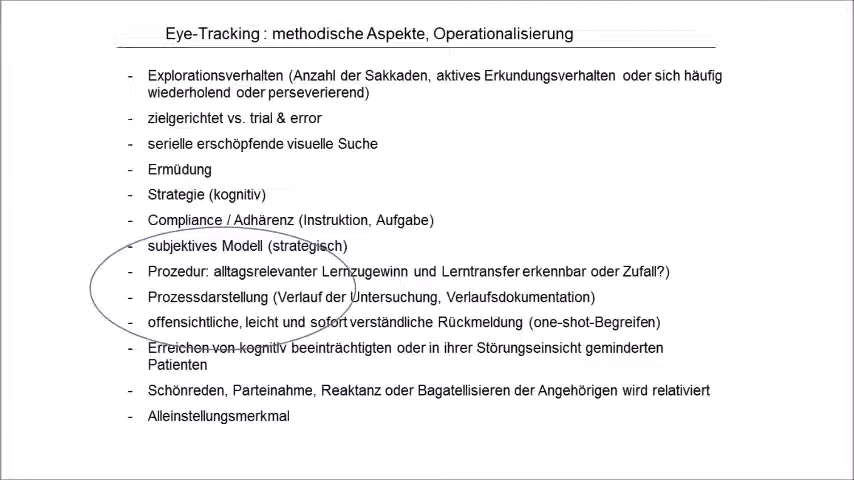 Eye-Tracking : methodische Aspekte, Operationalisierung
- Explorationsverhalten (Anzahl der Sakkaden, aktives Erkundungsverhalten oder sich häufig
wiederholend oder perseverierend)
- zielgerichtet vs. trial & error
- serielle erschöpfende visuelle Suche
- Ermüdung
- Strategie (kognitiv)
- Compliance / Adhärenz (Instruktion, Aufgabe)
- subjektives Modell (strategisch)
- Prozedur: alltagsrelevanter Lernzugewinn und Lerntransfer erkennbar oder Zufall?)
- Prozessdarstellung (Verlauf der Untersuchung, Verlaufsdokumentation)
- offensichtliche, leicht und sofort verständliche Rückmeldung (one-shot-Begreifen)
- Erreichen von kognitiv beeinträchtigten oder in ihrer Störungseinsicht geminderten
Patienten
- Schönreden, Parteinahme, Reaktanz oder Bagatellisieren der Angehörigen wird relativiert
- Alleinstellungsmerkmal